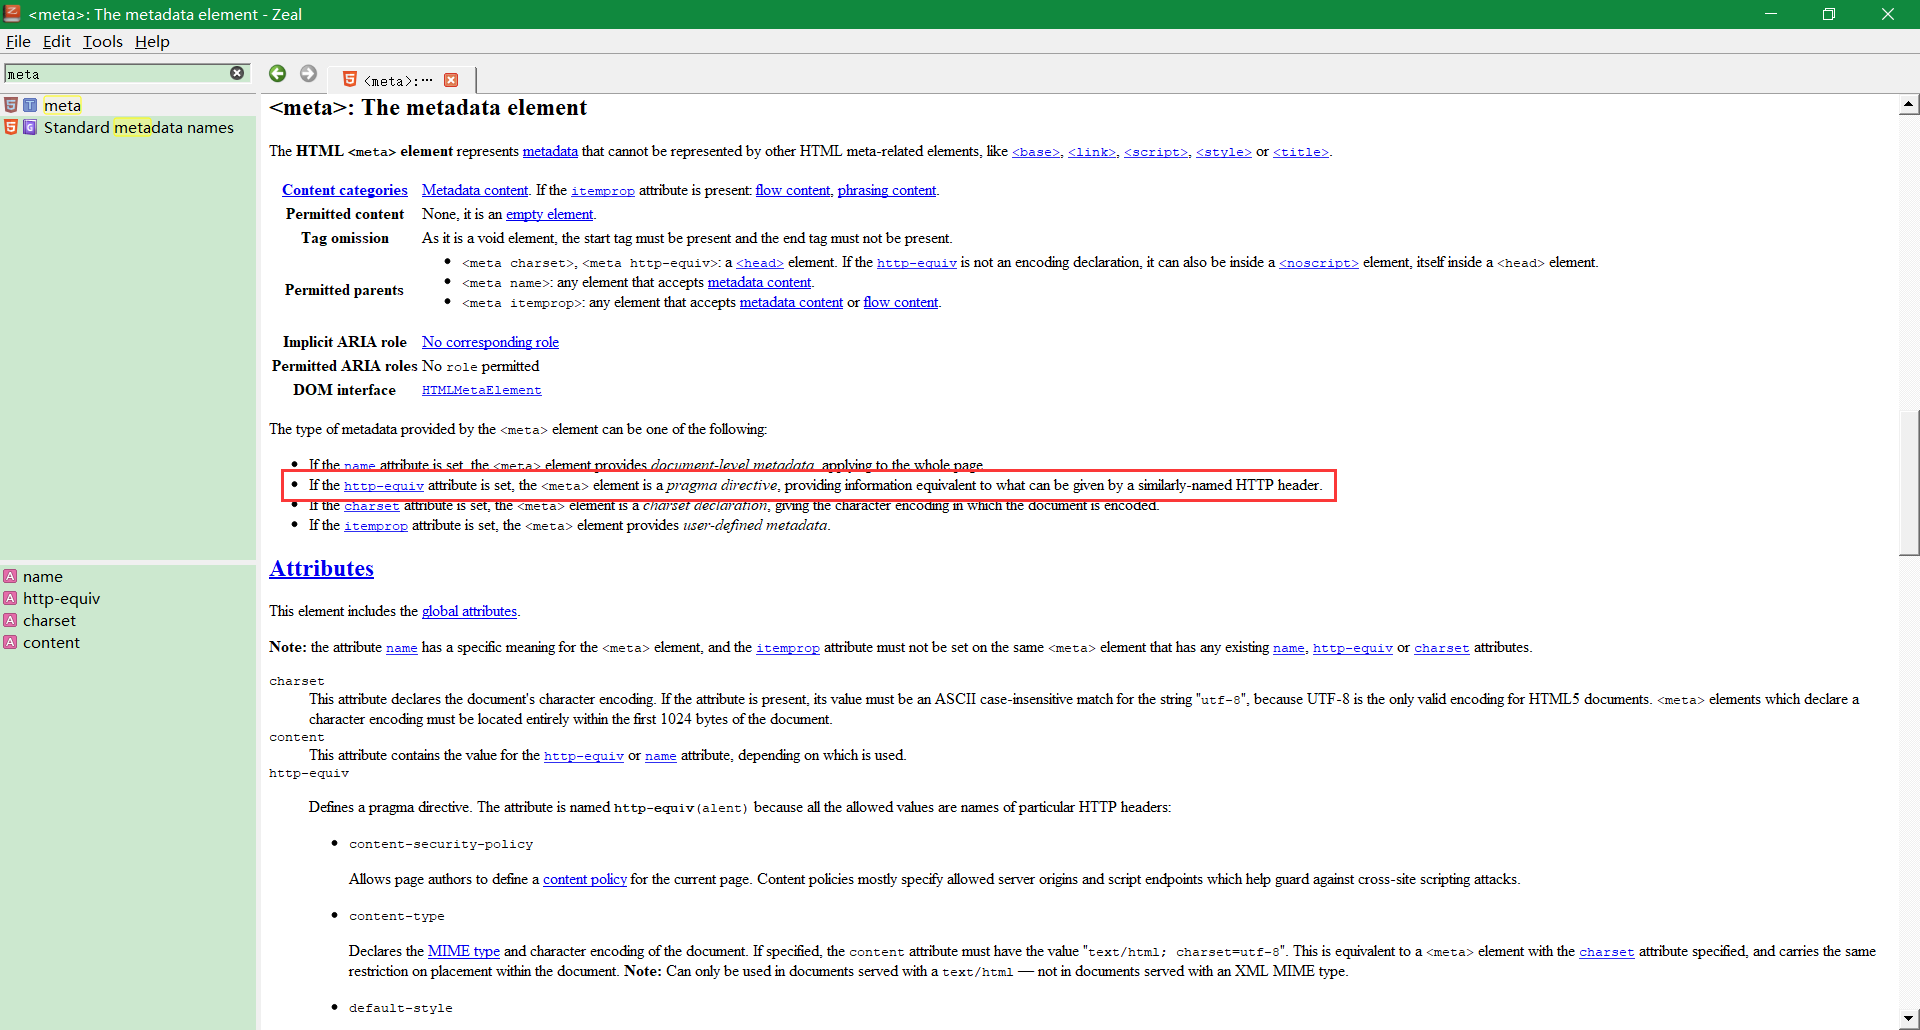 <meta>: The metadata element - Zeal
File Edit Tools Help
meta
<meta>:···
meta
Standard metadata names
name
http-equiv
charset
content
<meta>: The metadata element
The HTML <meta> element represents metadata that cannot be represented by other HTML meta-related elements, like <base>, <link>, <script>, <style> or <title>.
Content categories Metadata content. If the itemprop attribute is present: flow content, phrasing content.
Permitted content None, it is an empty element.
Tag omission As it is a void element, the start tag must be present and the end tag must not be present.
Permitted parents
• <meta charset>, <meta http-equiv>: a <head> element. If the http-equiv is not an encoding declaration, it can also be inside a <noscript> element, itself inside a <head> element.
• <meta name>: any element that accepts metadata content.
• <meta itemprop>: any element that accepts metadata content or flow content.
Implicit ARIA role No corresponding role
Permitted ARIA roles No role permitted
DOM interface HTMLMetaElement
The type of metadata provided by the <meta> element can be one of the following:
• If the name attribute is set, the <meta> element provides document-level metadata, applying to the whole page.
• If the http-equiv attribute is set, the <meta> element is a pragma directive, providing information equivalent to what can be given by a similarly-named HTTP header.
• If the charset attribute is set, the <meta> element is a charset declaration, giving the character encoding in which the document is encoded.
• If the itemprop attribute is set, the <meta> element provides user-defined metadata.
Attributes
This element includes the global attributes.
Note: the attribute name has a specific meaning for the <meta> element, and the itemprop attribute must not be set on the same <meta> element that has any existing name, http-equiv or charset attributes.
charset
This attribute declares the document's character encoding. If the attribute is present, its value must be an ASCII case-insensitive match for the string "utf-8", because UTF-8 is the only valid encoding for HTML5 documents. <meta> elements which declare a
character encoding must be located entirely within the first 1024 bytes of the document.
content
This attribute contains the value for the http-equiv or name attribute, depending on which is used.
http-equiv
Defines a pragma directive. The attribute is named http-equiv(alent) because all the allowed values are names of particular HTTP headers:
• content-security-policy
Allows page authors to define a content policy for the current page. Content policies mostly specify allowed server origins and script endpoints which help guard against cross-site scripting attacks.
• content-type
Declares the MIME type and character encoding of the document. If specified, the content attribute must have the value "text/html; charset=utf-8". This is equivalent to a <meta> element with the charset attribute specified, and carries the same
restriction on placement within the document. Note: Can only be used in documents served with a text/html — not in documents served with an XML MIME type.
• default-style